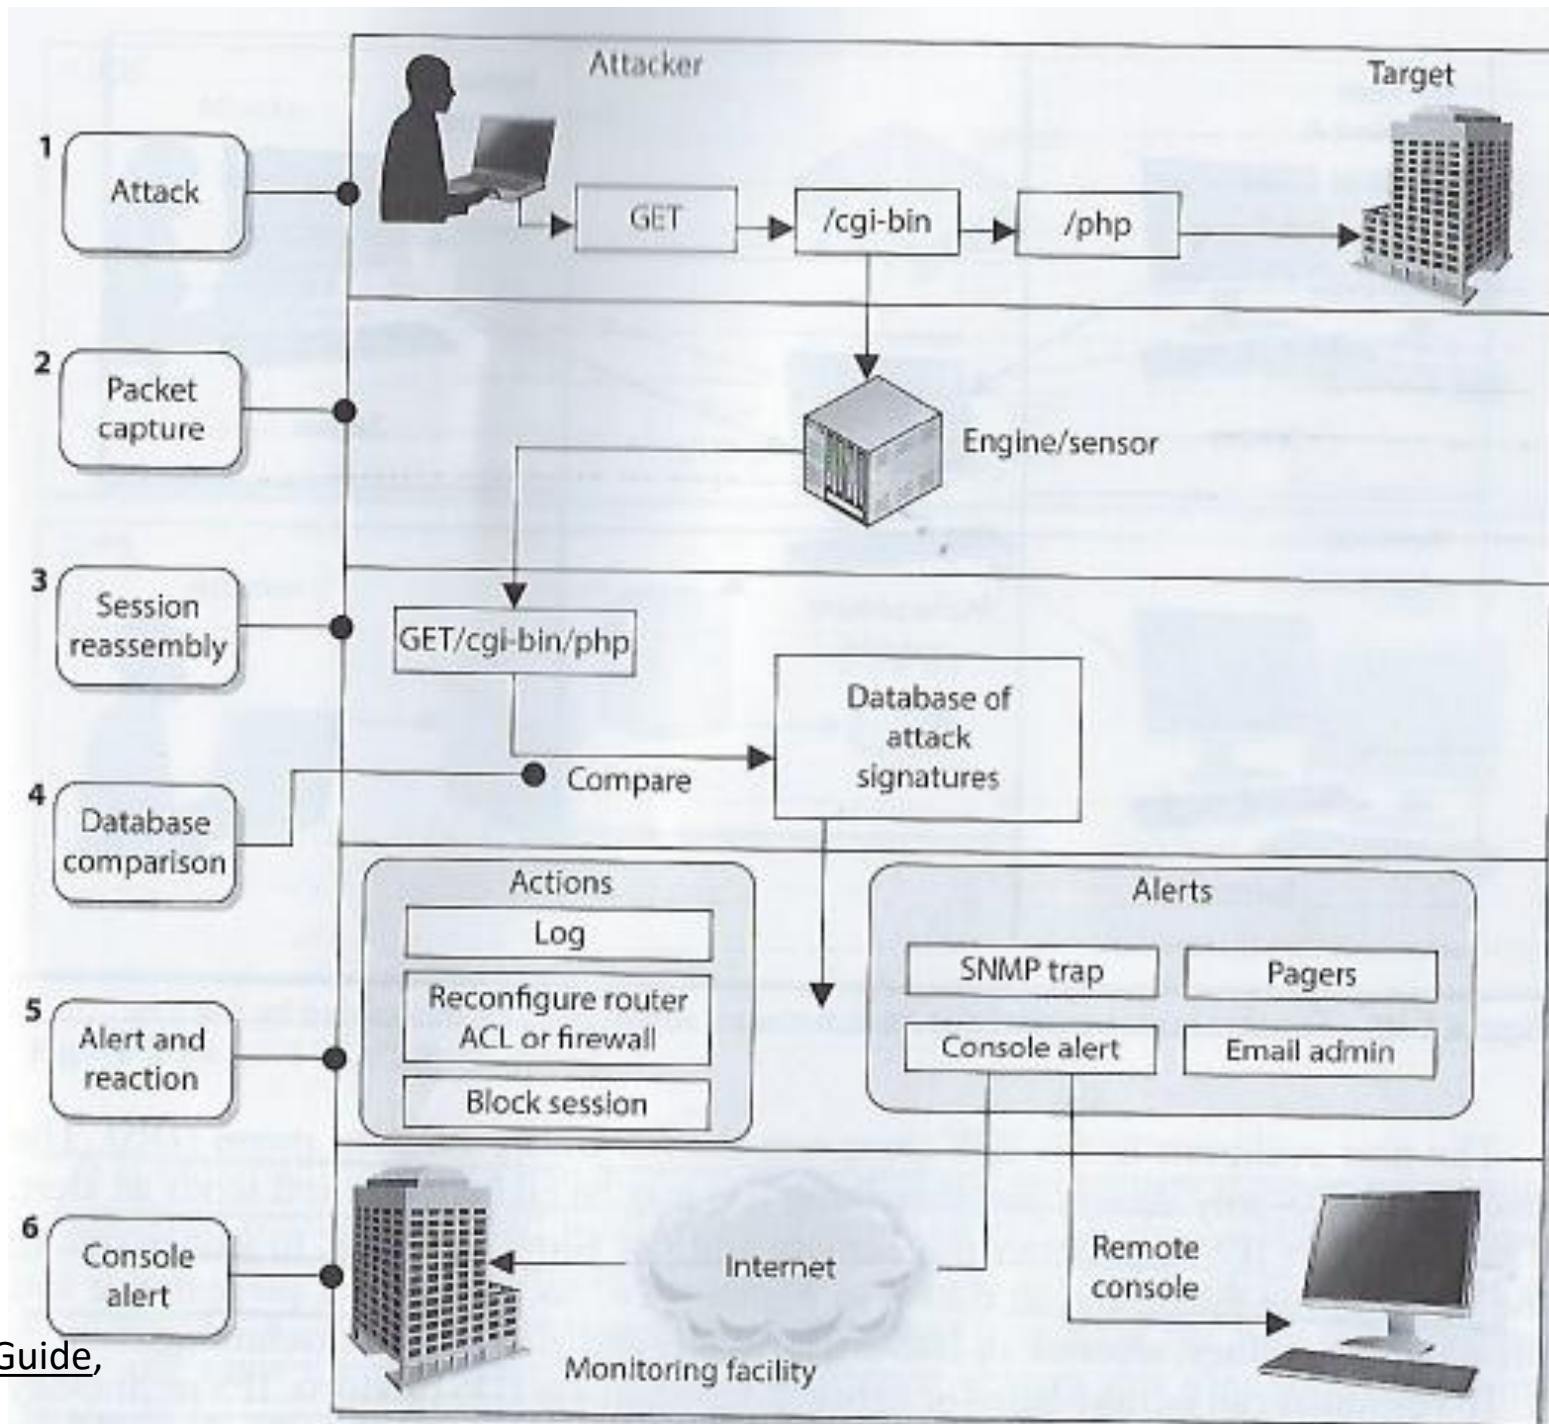 Attacker
Target
1
Attack
GET
/cgi-bin
/php
2
Packet
capture
Engine/sensor
3
Session
reassembly
GET/cgi-bin/php
Database of
attack
signatures
Compare
4
Database
comparison
Actions
Log
Reconfigure router
ACL or firewall
Block session
Alerts
SNMP trap
Pagers
Console alert
Email admin
5
Alert and
reaction
6
Console
alert
Internet
Remote
console
Monitoring facility
Guide,